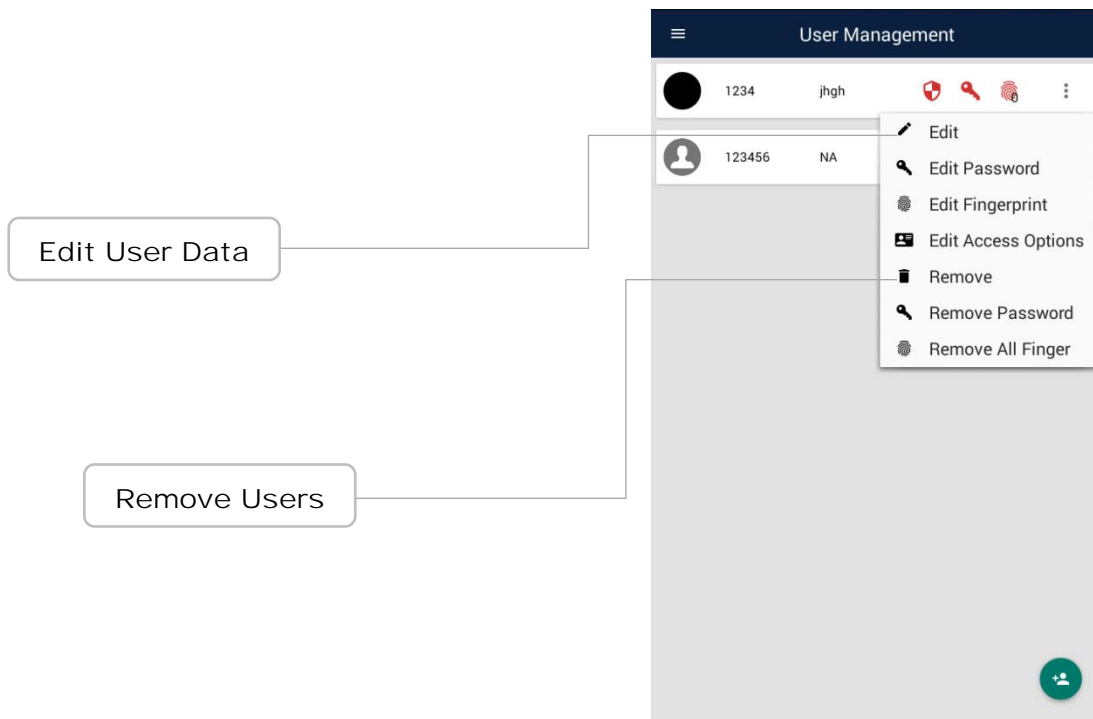 User Management
1234 jhgh
Edit
123456 NA
Edit Password
Edit Fingerprint
Edit User Data
Edit Access Options
Remove
Remove Password
Remove All Finger
Remove Users